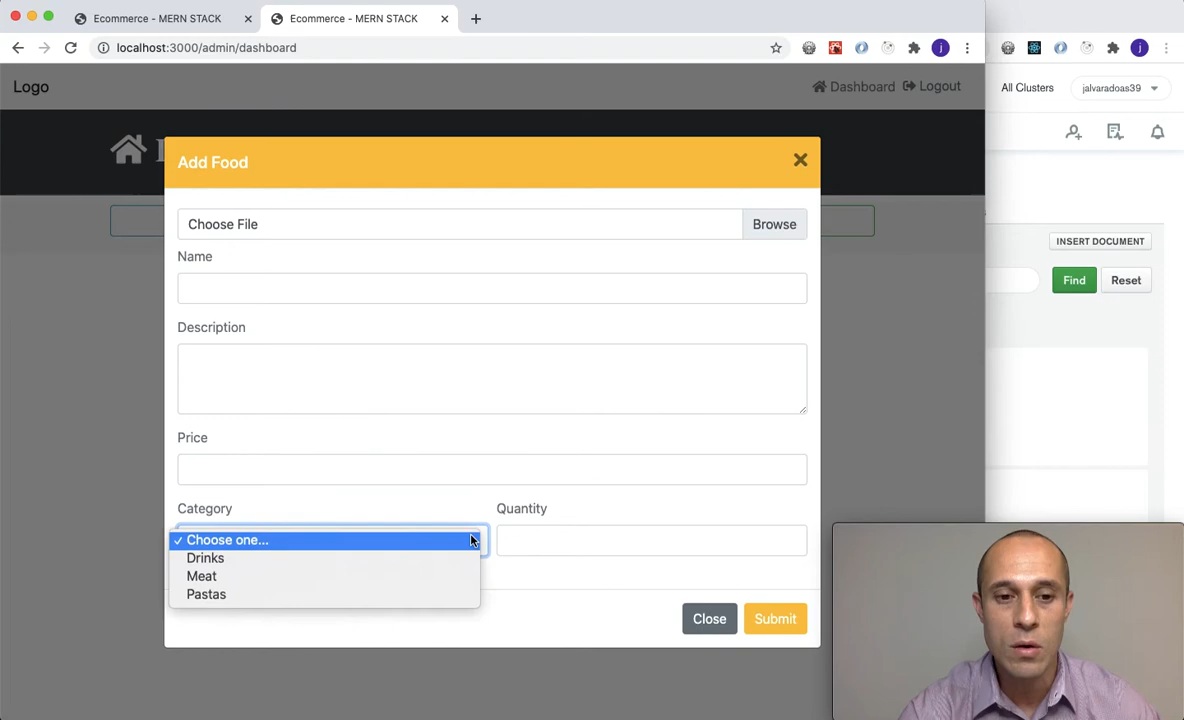 Ecommerce - MERN STACK
Ecommerce - MERN STACK
localhost:3000/admin/dashboard
j
j
Logo
Dashboard
Logout
All Clusters
jalvaradoas39
Add Food
Choose File
Browse
INSERT DOCUMENT
Name
Find
Reset
Description
Price
Category
Quantity
Choose one...
Drinks
Meat
Pastas
Close
Submit